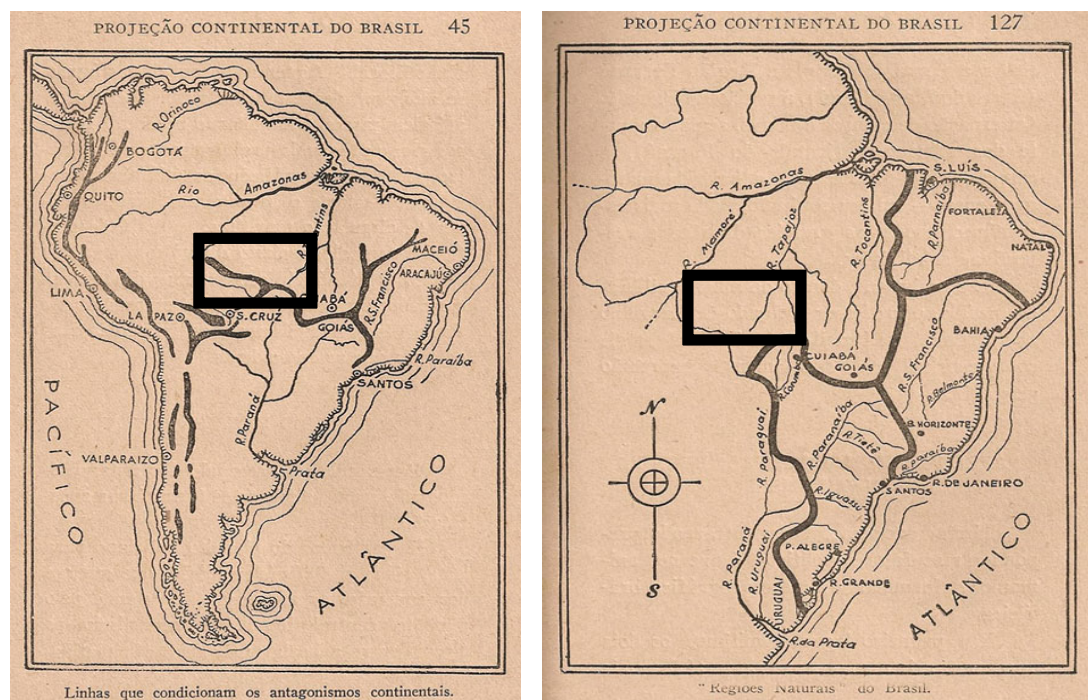 PROJEÇÃO CONTINENTAL DO BRASIL 45
R. Orinoco
BOGOTÁ
QUITO
Rio Amazonas
MACEIÓ
ARACAJÚ
R.S. Francisco
LIMA
LA PAZ
S. CRUZ
GOIÁS
R. Paraíba
SANTOS
R. Paraná
PACÍFICO
VALPARAIZO
Prata
ATLÂNTICO
Linhas que condicionam os antagonismos continentais.
PROJEÇÃO CONTINENTAL DO BRASIL 127
S. LUÍS
R. Amazonas
R. Parnaíba
FORTALEZA
R. Mamoré
R. Tapajoz
R. Tocantins
NATAL
BAHIA
CUIABÁ
GOIÁS
R. S. Francisco
R. Belmonte
N
R. Paraguai
R. Paranaíba
B. HORIZONTE
R. Tietê
R. Paraíba
R. DE JANEIRO
SANTOS
R. Iguassú
P. ALEGRE
R. Paraná
R. Uruguai
S
R. GRANDE
URUGUAI
ATLÂNTICO
R. da Prata
"Regiões Naturais" do Brasil.